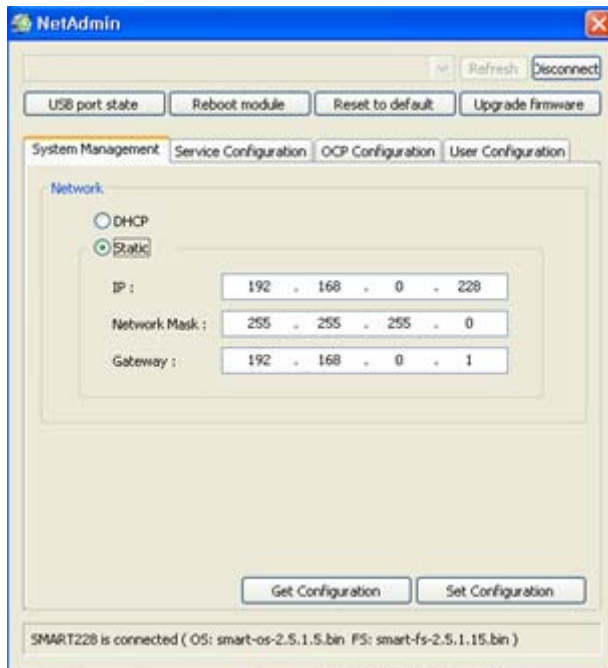 NetAdmin
Refresh Disconnect
USB port state Reboot module Reset to default Upgrade firmware
System Management Service Configuration OCP Configuration User Configuration
Network
DHCP
Static
IP : 192 . 168 . 0 . 228
Network Mask : 255 . 255 . 255 . 0
Gateway : 192 . 168 . 0 . 1
Get Configuration Set Configuration
SMART228 is connected ( OS: smart-os-2.5.1.5.bin FS: smart-fs-2.5.1.15.bin )